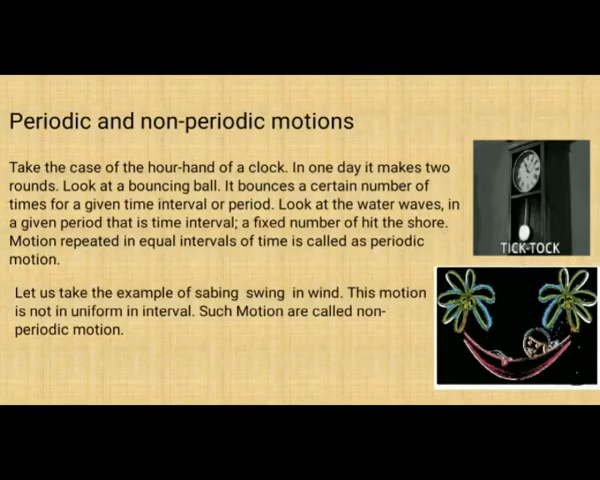 Periodic and non-periodic motions
Take the case of the hour-hand of a clock. In one day it makes two
rounds. Look at a bouncing ball. It bounces a certain number of
times for a given time interval or period. Look at the water waves, in
a given period that is time interval; a fixed number of hit the shore.
Motion repeated in equal intervals of time is called as periodic
motion.
TICK-TOCK
Let us take the example of sabing swing in wind. This motion
is not in uniform in interval. Such Motion are called non-
periodic motion.